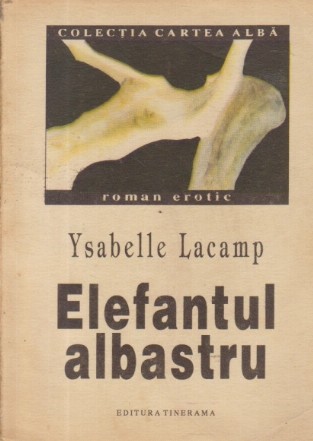 COLECȚIA CARTEA ALBĂ
roman erotic
Ysabelle Lacamp
Elefantul
albastru
EDITURA TINERAMA